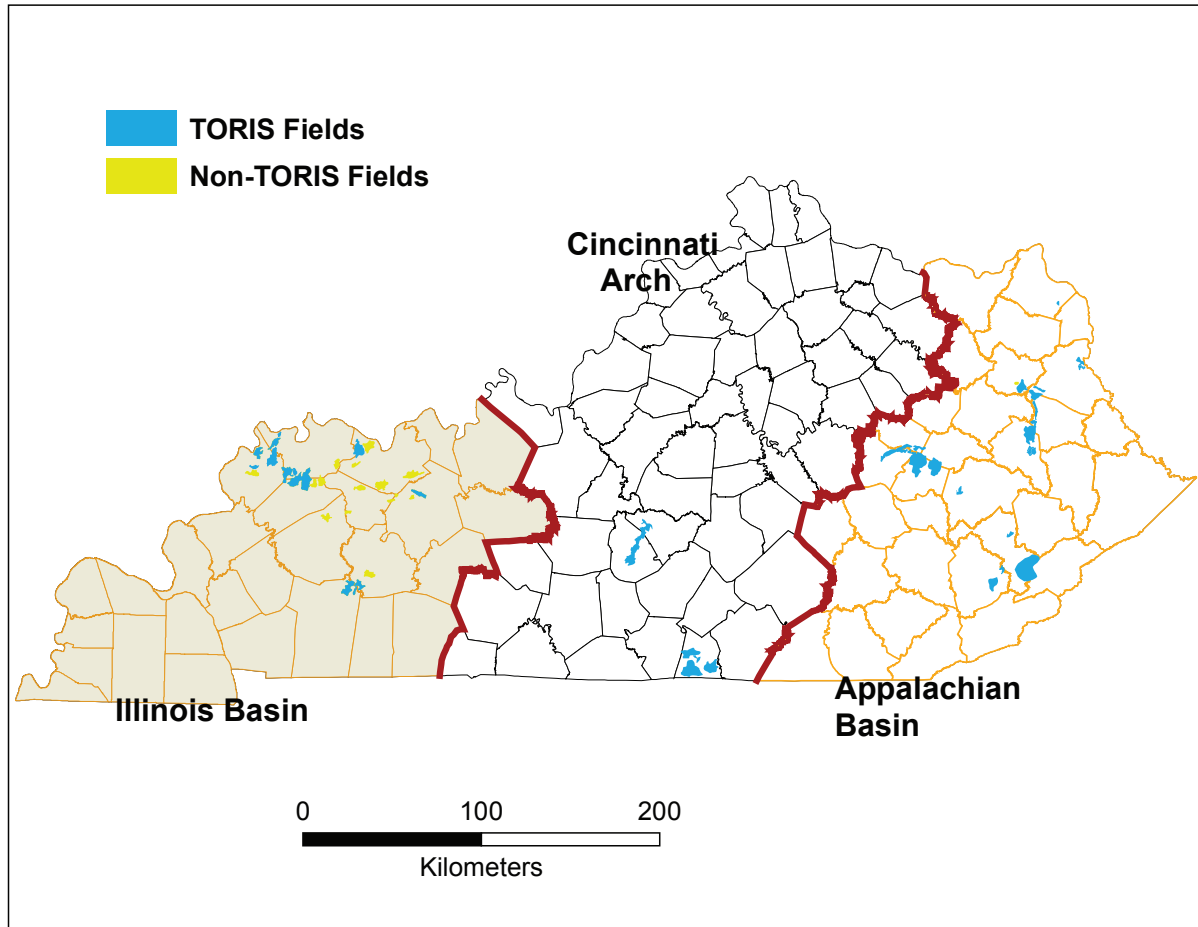 TORIS Fields
Non-TORIS Fields
Cincinnati
Arch
Illinois Basin
Appalachian
Basin
0 100 200
Kilometers